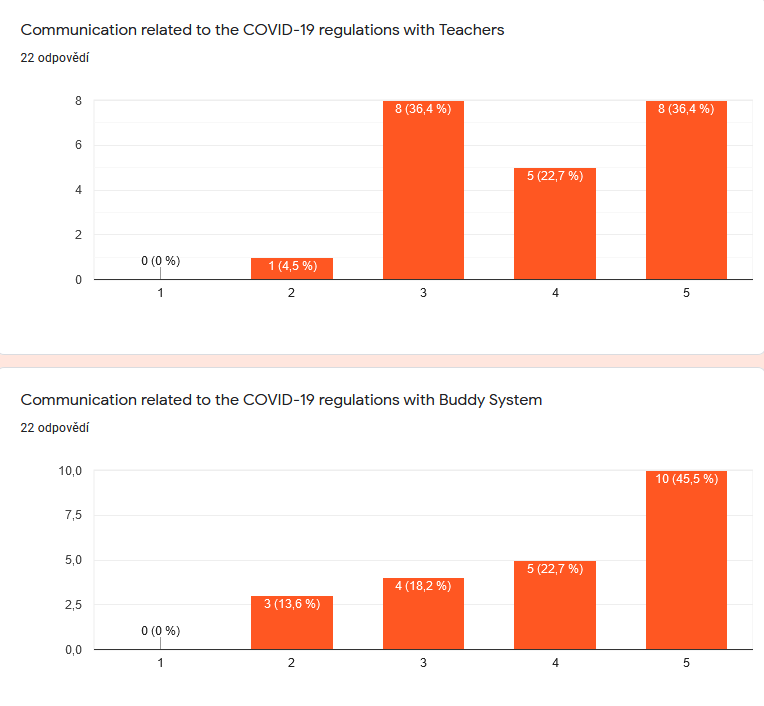 Communication related to the COVID-19 regulations with Teachers
22 odpovědí
8
8 (36,4 %)
8 (36,4 %)
6
5 (22,7 %)
4
2
0 (0 %)
1 (4,5 %)
0
1
2
3
4
5
Communication related to the COVID-19 regulations with Buddy System
22 odpovědí
10,0
10 (45,5 %)
7,5
5,0
5 (22,7 %)
4 (18,2 %)
2,5
3 (13,6 %)
0 (0 %)
0,0
1
2
3
4
5